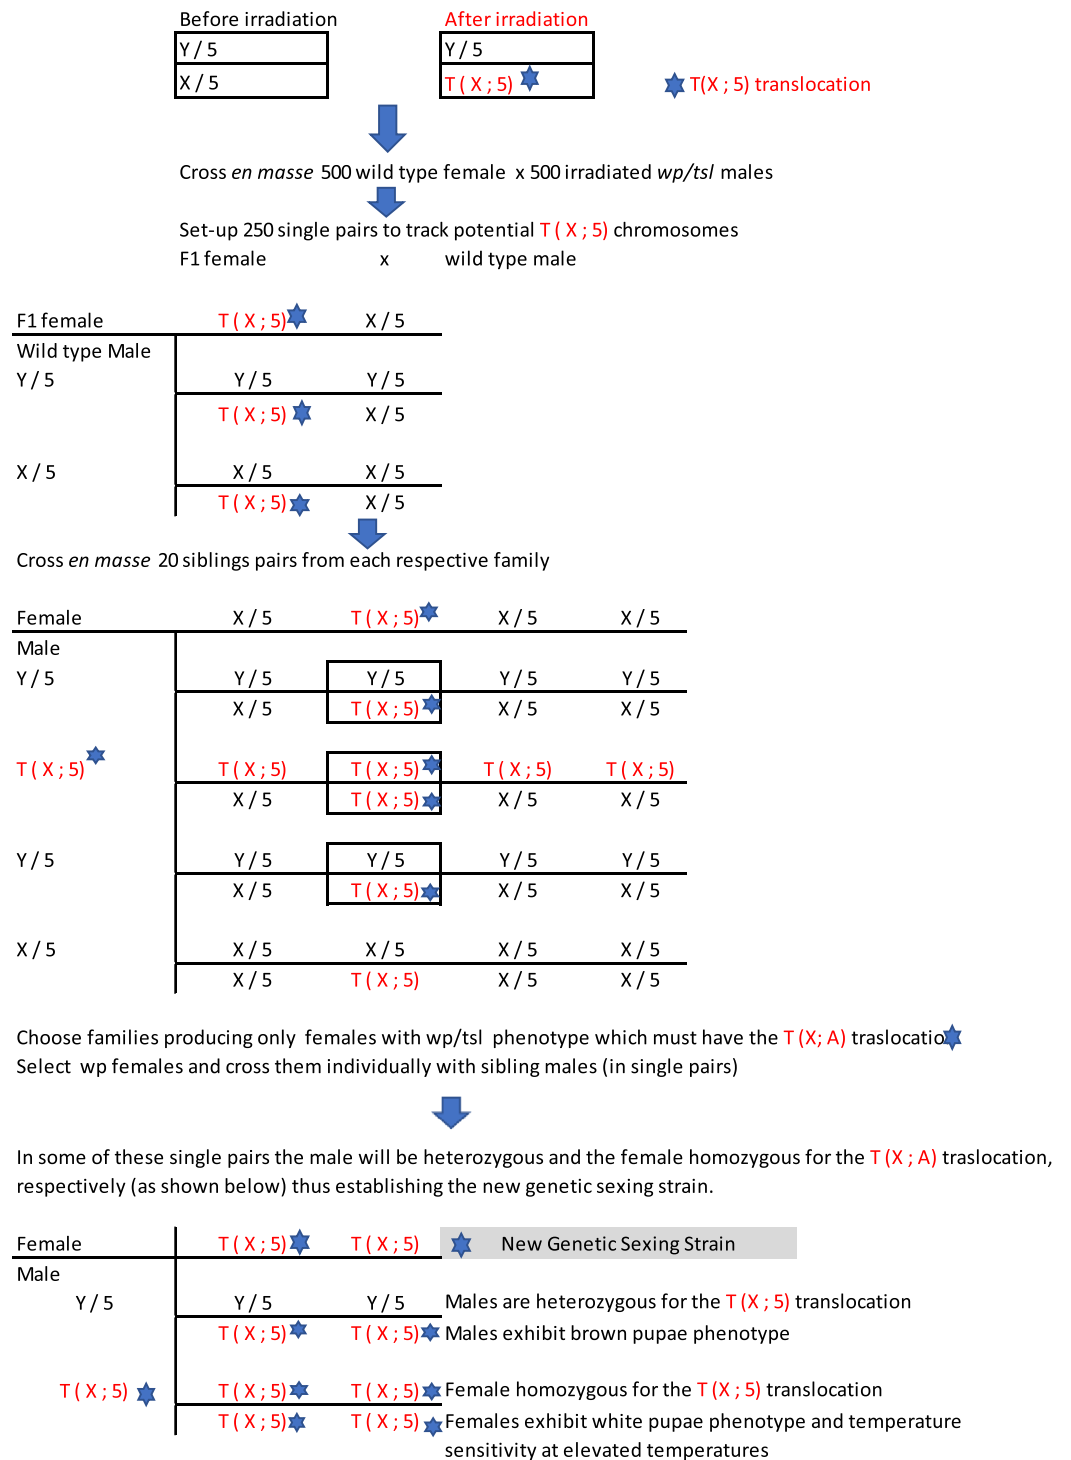 Before irradiation After irradiation
Y / 5 Y / 5
X / 5 T ( X ; 5) T(X ; 5) translocation
Cross en masse 500 wild type female x 500 irradiated wp/tsl males
Set-up 250 single pairs to track potential T ( X ; 5) chromosomes
F1 female x wild type male
F1 female T ( X ; 5) X / 5
Wild type Male
Y / 5 Y / 5 Y / 5
T ( X ; 5) X / 5
X / 5 X / 5 X / 5
T ( X ; 5) X / 5
Cross en masse 20 siblings pairs from each respective family
Female X / 5 T ( X ; 5) X / 5 X / 5
Male
Y / 5 Y / 5 Y / 5 Y / 5 Y / 5
X / 5 T ( X ; 5) X / 5 X / 5
T ( X ; 5) T ( X ; 5) T ( X ; 5) T ( X ; 5) T ( X ; 5)
X / 5 T ( X ; 5) X / 5 X / 5
Y / 5 Y / 5 Y / 5 Y / 5 Y / 5
X / 5 T ( X ; 5) X / 5 X / 5
X / 5 X / 5 X / 5 X / 5 X / 5
X / 5 T ( X ; 5) X / 5 X / 5
Choose families producing only females with wp/tsl phenotype which must have the T (X; A) traslocatio
Select wp females and cross them individually with sibling males (in single pairs)
In some of these single pairs the male will be heterozygous and the female homozygous for the T (X ; A) traslocation,
respectively (as shown below) thus establishing the new genetic sexing strain.
Female T ( X ; 5) T ( X ; 5) New Genetic Sexing Strain
Male
Y / 5 Y / 5 Y / 5 Males are heterozygous for the T (X ; 5) translocation
T ( X ; 5) T ( X ; 5) Males exhibit brown pupae phenotype
T ( X ; 5) T ( X ; 5) T ( X ; 5) Female homozygous for the T (X ; 5) translocation
T ( X ; 5) T ( X ; 5) Females exhibit white pupae phenotype and temperature
sensitivity at elevated temperatures